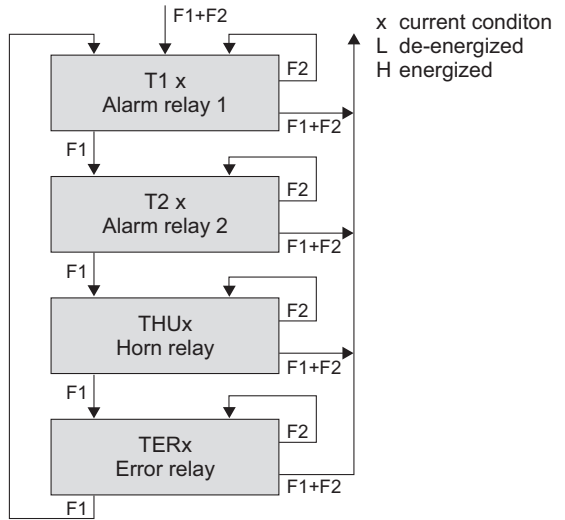 F1+F2
x current conditon
L de-energized
H energized
T1 x
Alarm relay 1
F2
F1+F2
F1
T2 x
Alarm relay 2
F2
F1+F2
F1
THUx
Horn relay
F2
F1+F2
F1
TERx
Error relay
F2
F1+F2
F1